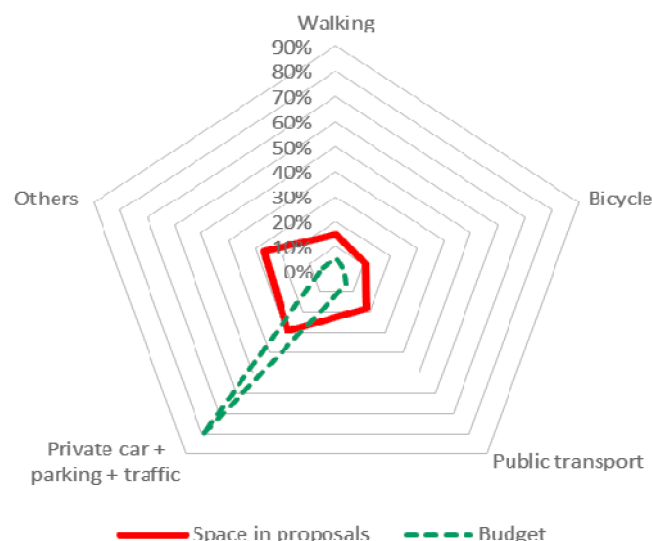 Walking
90%
80%
70%
60%
50%
40%
30%
20%
10%
0%
Others
Bicycle
Private car +
parking + traffic
Public transport
Space in proposals
Budget